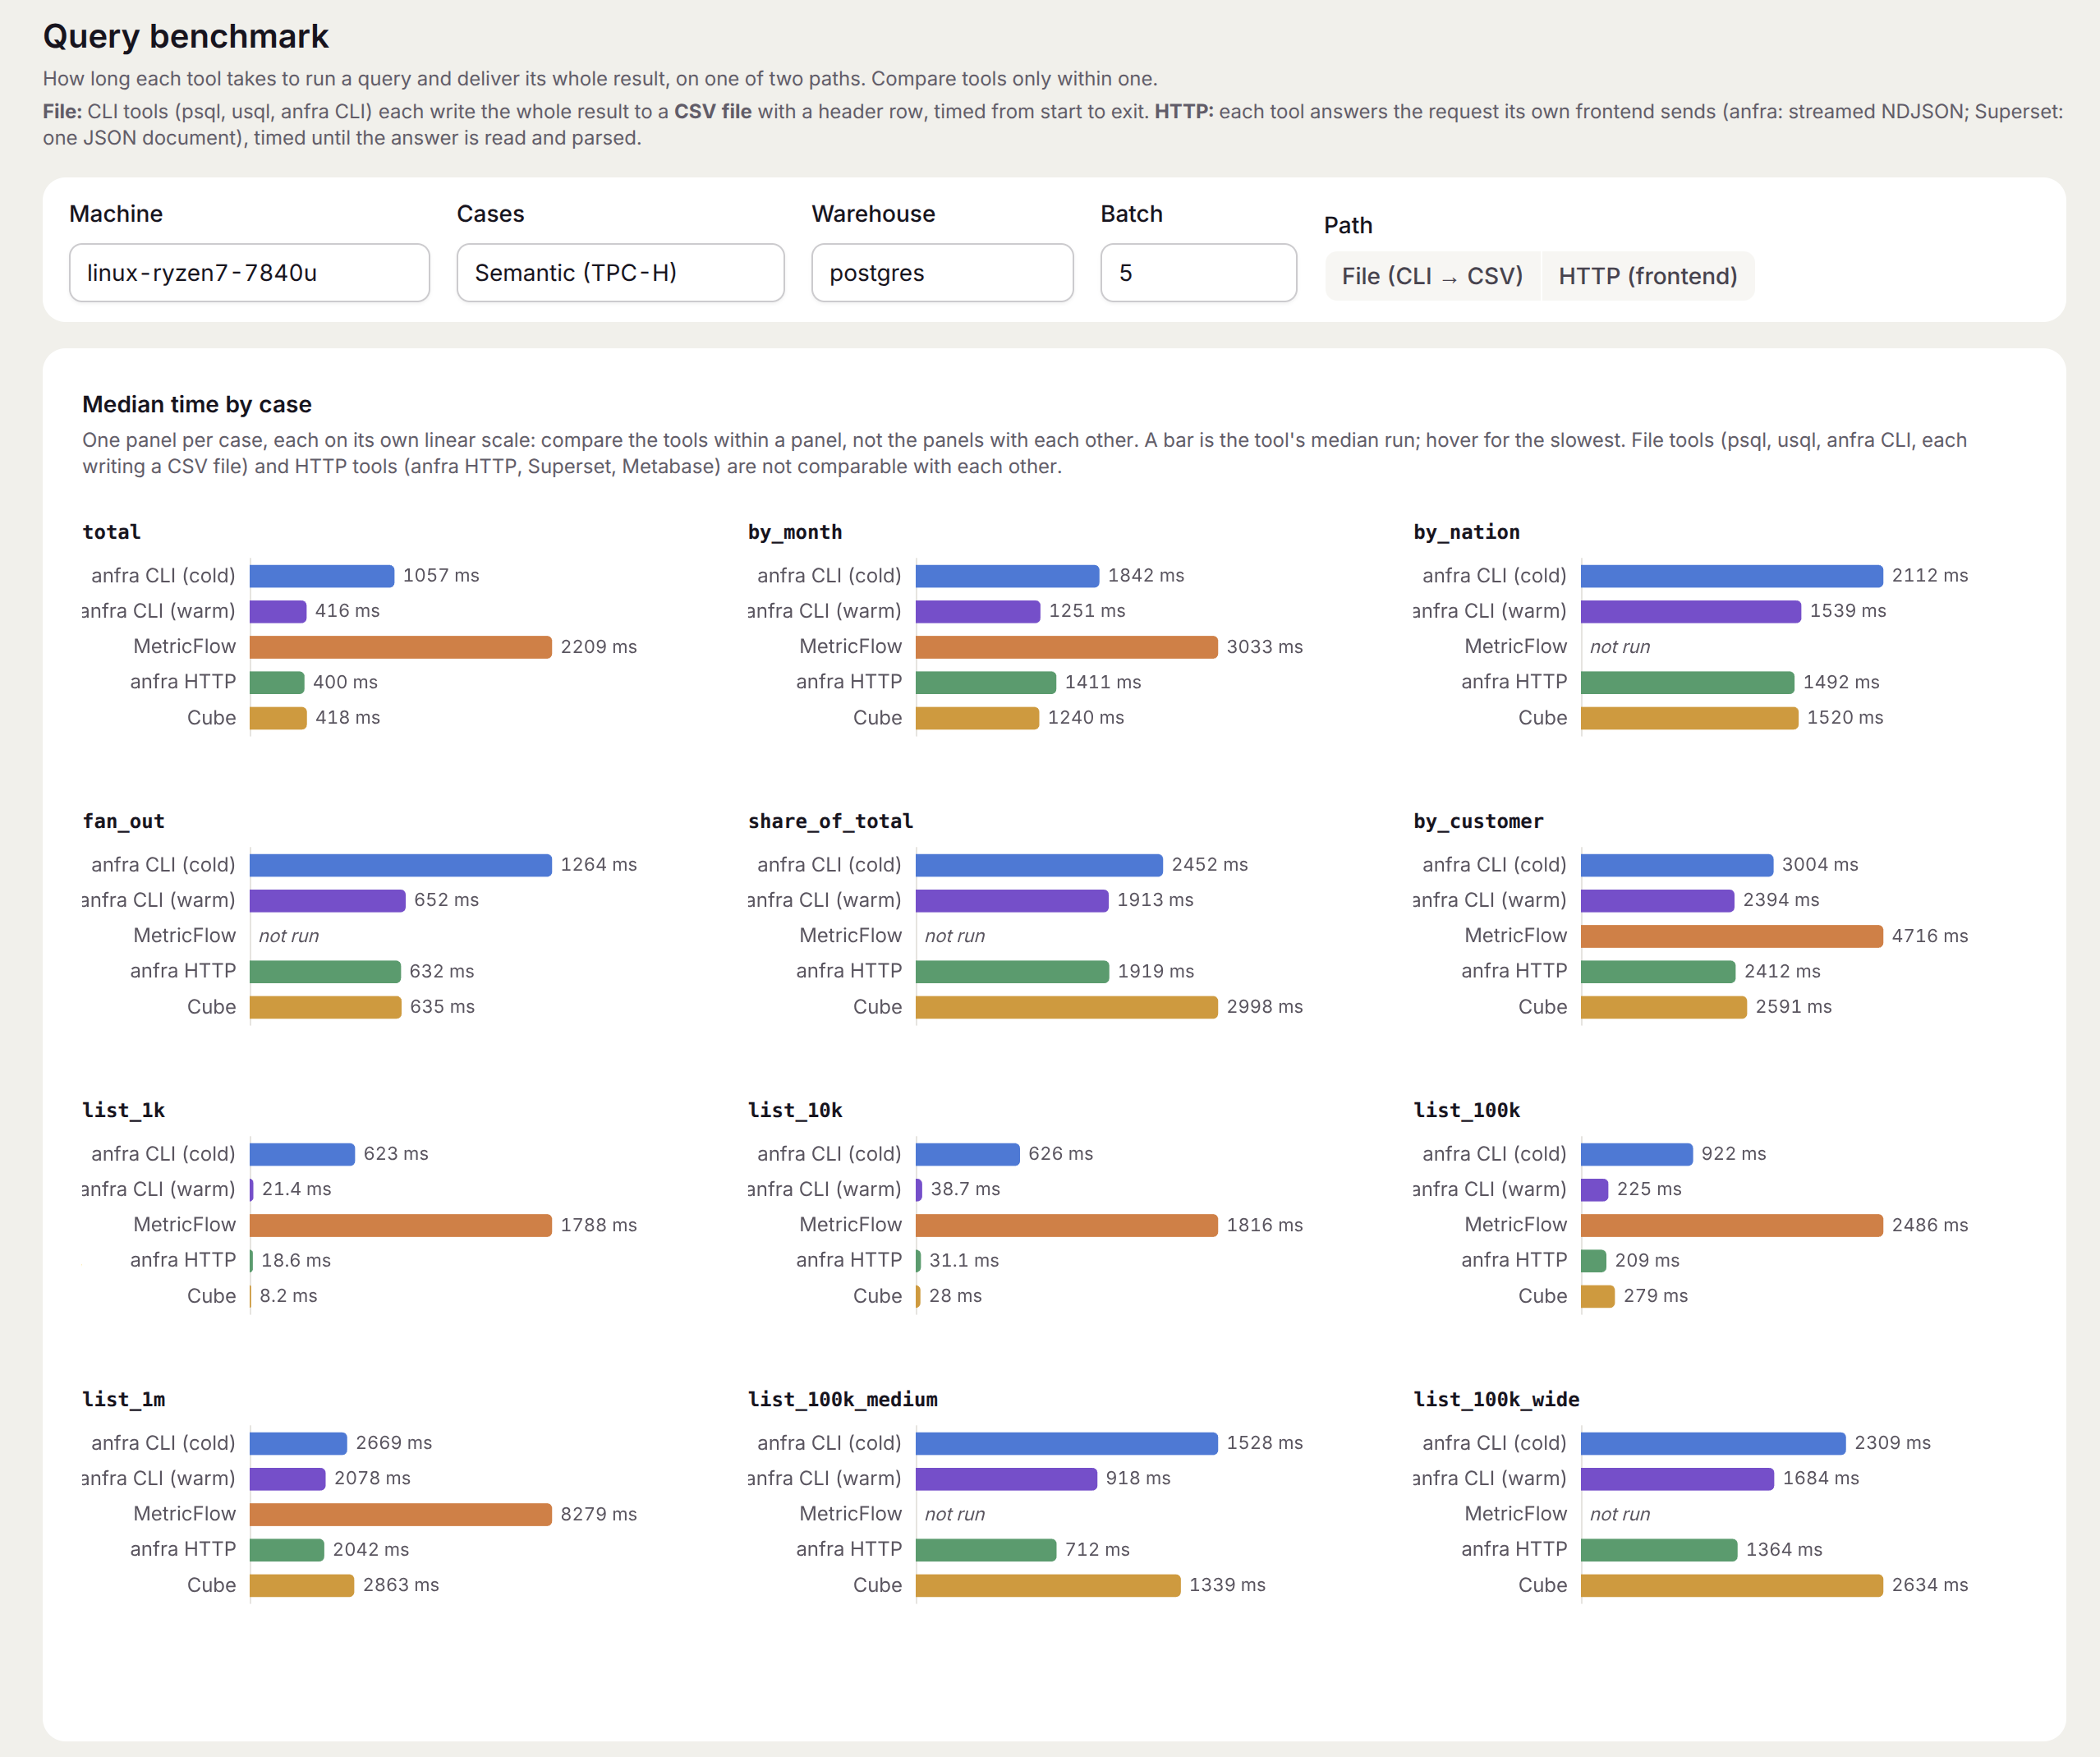 Query benchmark
How long each tool takes to run a query and deliver its whole result, on one of two paths. Compare tools only within one.
File: CLI tools (psql, usql, anfra CLI) each write the whole result to a CSV file with a header row, timed from start to exit. HTTP: each tool answers the request its own frontend sends (anfra: streamed NDJSON; Superset:
one JSON document), timed until the answer is read and parsed.
Machine
linux-ryzen7-7840u
Cases
Semantic (TPC-H)
Warehouse
postgres
Batch
5
Path
File (CLI → CSV)
HTTP (frontend)
Median time by case
One panel per case, each on its own linear scale: compare the tools within a panel, not the panels with each other. A bar is the tool's median run; hover for the slowest. File tools (psql, usql, anfra CLI, each
writing a CSV file) and HTTP tools (anfra HTTP, Superset, Metabase) are not comparable with each other.
total
anfra CLI (cold) 1057 ms
anfra CLI (warm) 416 ms
MetricFlow 2209 ms
anfra HTTP 400 ms
Cube 418 ms
by_month
anfra CLI (cold) 1842 ms
anfra CLI (warm) 1251 ms
MetricFlow 3033 ms
anfra HTTP 1411 ms
Cube 1240 ms
by_nation
anfra CLI (cold) 2112 ms
anfra CLI (warm) 1539 ms
MetricFlow not run
anfra HTTP 1492 ms
Cube 1520 ms
fan_out
anfra CLI (cold) 1264 ms
anfra CLI (warm) 652 ms
MetricFlow not run
anfra HTTP 632 ms
Cube 635 ms
share_of_total
anfra CLI (cold) 2452 ms
anfra CLI (warm) 1913 ms
MetricFlow not run
anfra HTTP 1919 ms
Cube 2998 ms
by_customer
anfra CLI (cold) 3004 ms
anfra CLI (warm) 2394 ms
MetricFlow 4716 ms
anfra HTTP 2412 ms
Cube 2591 ms
list_1k
anfra CLI (cold) 623 ms
anfra CLI (warm) 21.4 ms
MetricFlow 1788 ms
anfra HTTP 18.6 ms
Cube 8.2 ms
list_10k
anfra CLI (cold) 626 ms
anfra CLI (warm) 38.7 ms
MetricFlow 1816 ms
anfra HTTP 31.1 ms
Cube 28 ms
list_100k
anfra CLI (cold) 922 ms
anfra CLI (warm) 225 ms
MetricFlow 2486 ms
anfra HTTP 209 ms
Cube 279 ms
list_1m
anfra CLI (cold) 2669 ms
anfra CLI (warm) 2078 ms
MetricFlow 8279 ms
anfra HTTP 2042 ms
Cube 2863 ms
list_100k_medium
anfra CLI (cold) 1528 ms
anfra CLI (warm) 918 ms
MetricFlow not run
anfra HTTP 712 ms
Cube 1339 ms
list_100k_wide
anfra CLI (cold) 2309 ms
anfra CLI (warm) 1684 ms
MetricFlow not run
anfra HTTP 1364 ms
Cube 2634 ms